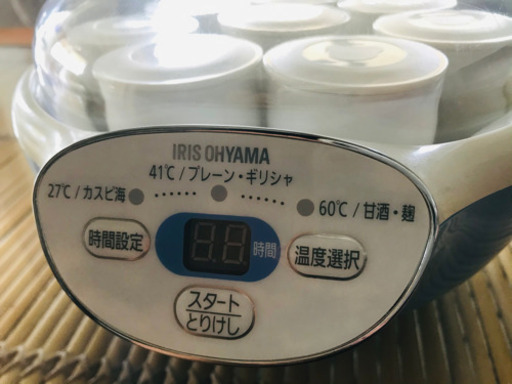 IRIS OHYAMA
41℃ / プレーン・ギリシャ
27℃ / カスピ海
60℃ / 甘酒・麹
時間設定
8.8 時間
温度選択
スタート
とりけし